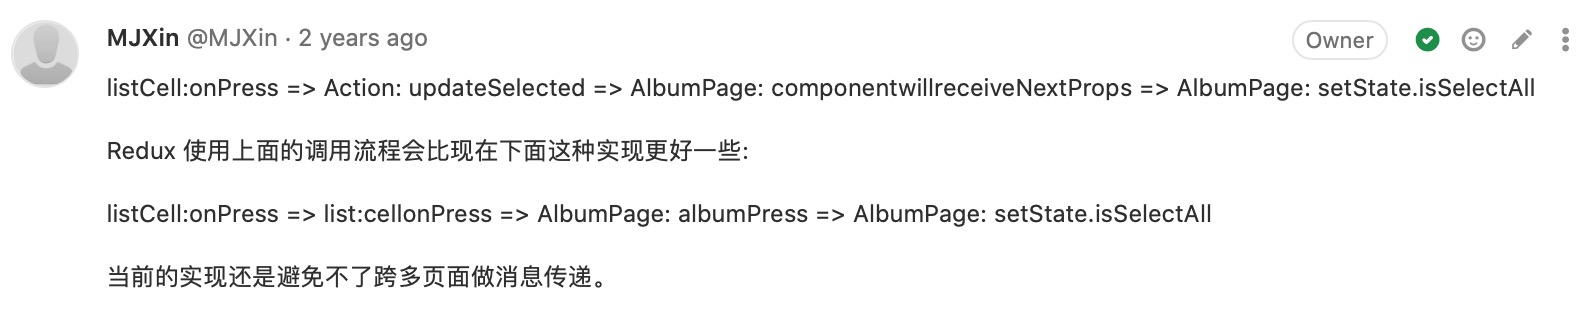 MJXin @MJXin · 2 years ago Owner
listCell:onPress => Action: updateSelected => AlbumPage: componentwillreceiveNextProps => AlbumPage: setState.isSelectAll
Redux 使用上面的调用流程会比现在下面这种实现更好一些:
listCell:onPress => list:cellonPress => AlbumPage: albumPress => AlbumPage: setState.isSelectAll
当前的实现还是避免不了跨多页面做消息传递。